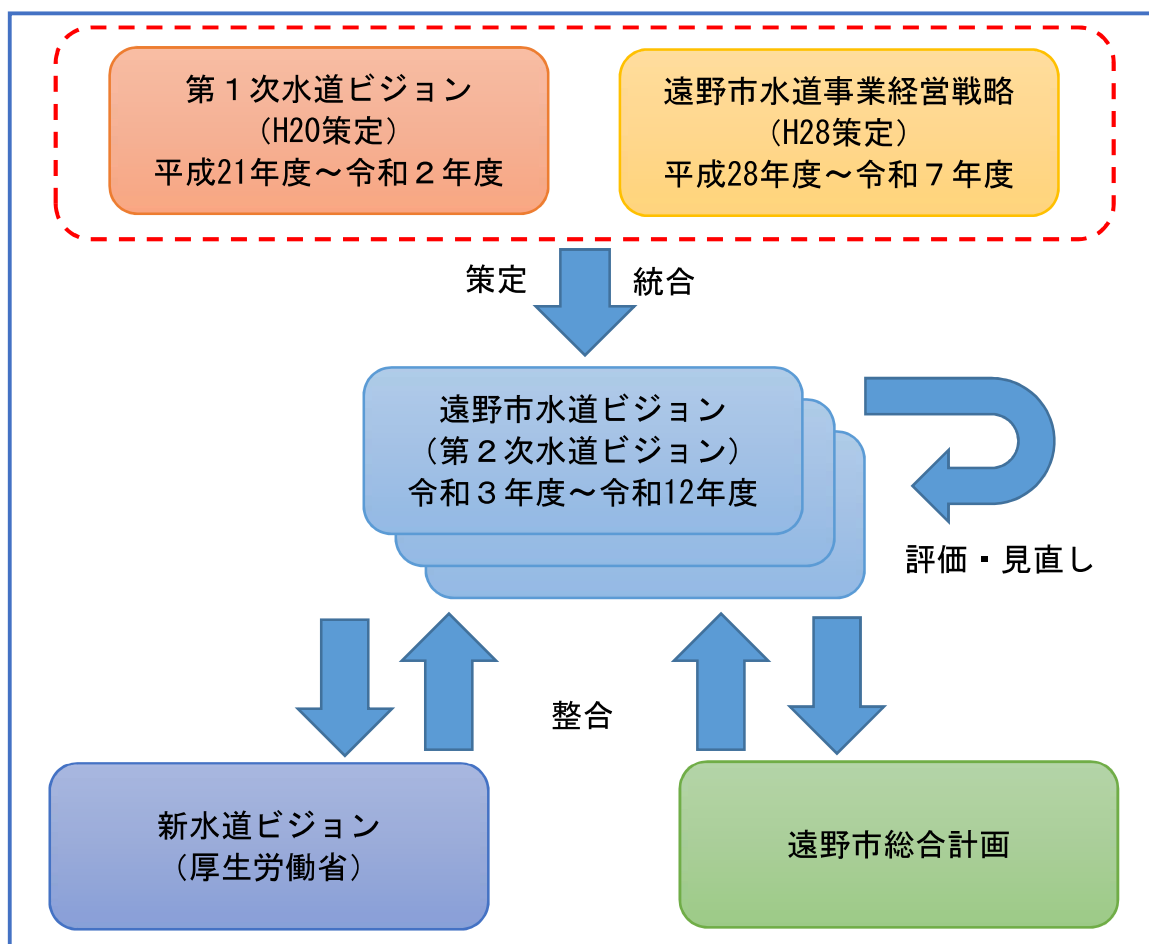 第１次水道ビジョン
（H20策定）
平成21年度～令和２年度
遠野市水道事業経営戦略
（H28策定）
平成28年度～令和７年度
策定
統合
遠野市水道ビジョン
（第２次水道ビジョン）
令和３年度～令和12年度
評価・見直し
整合
新水道ビジョン
（厚生労働省）
遠野市総合計画